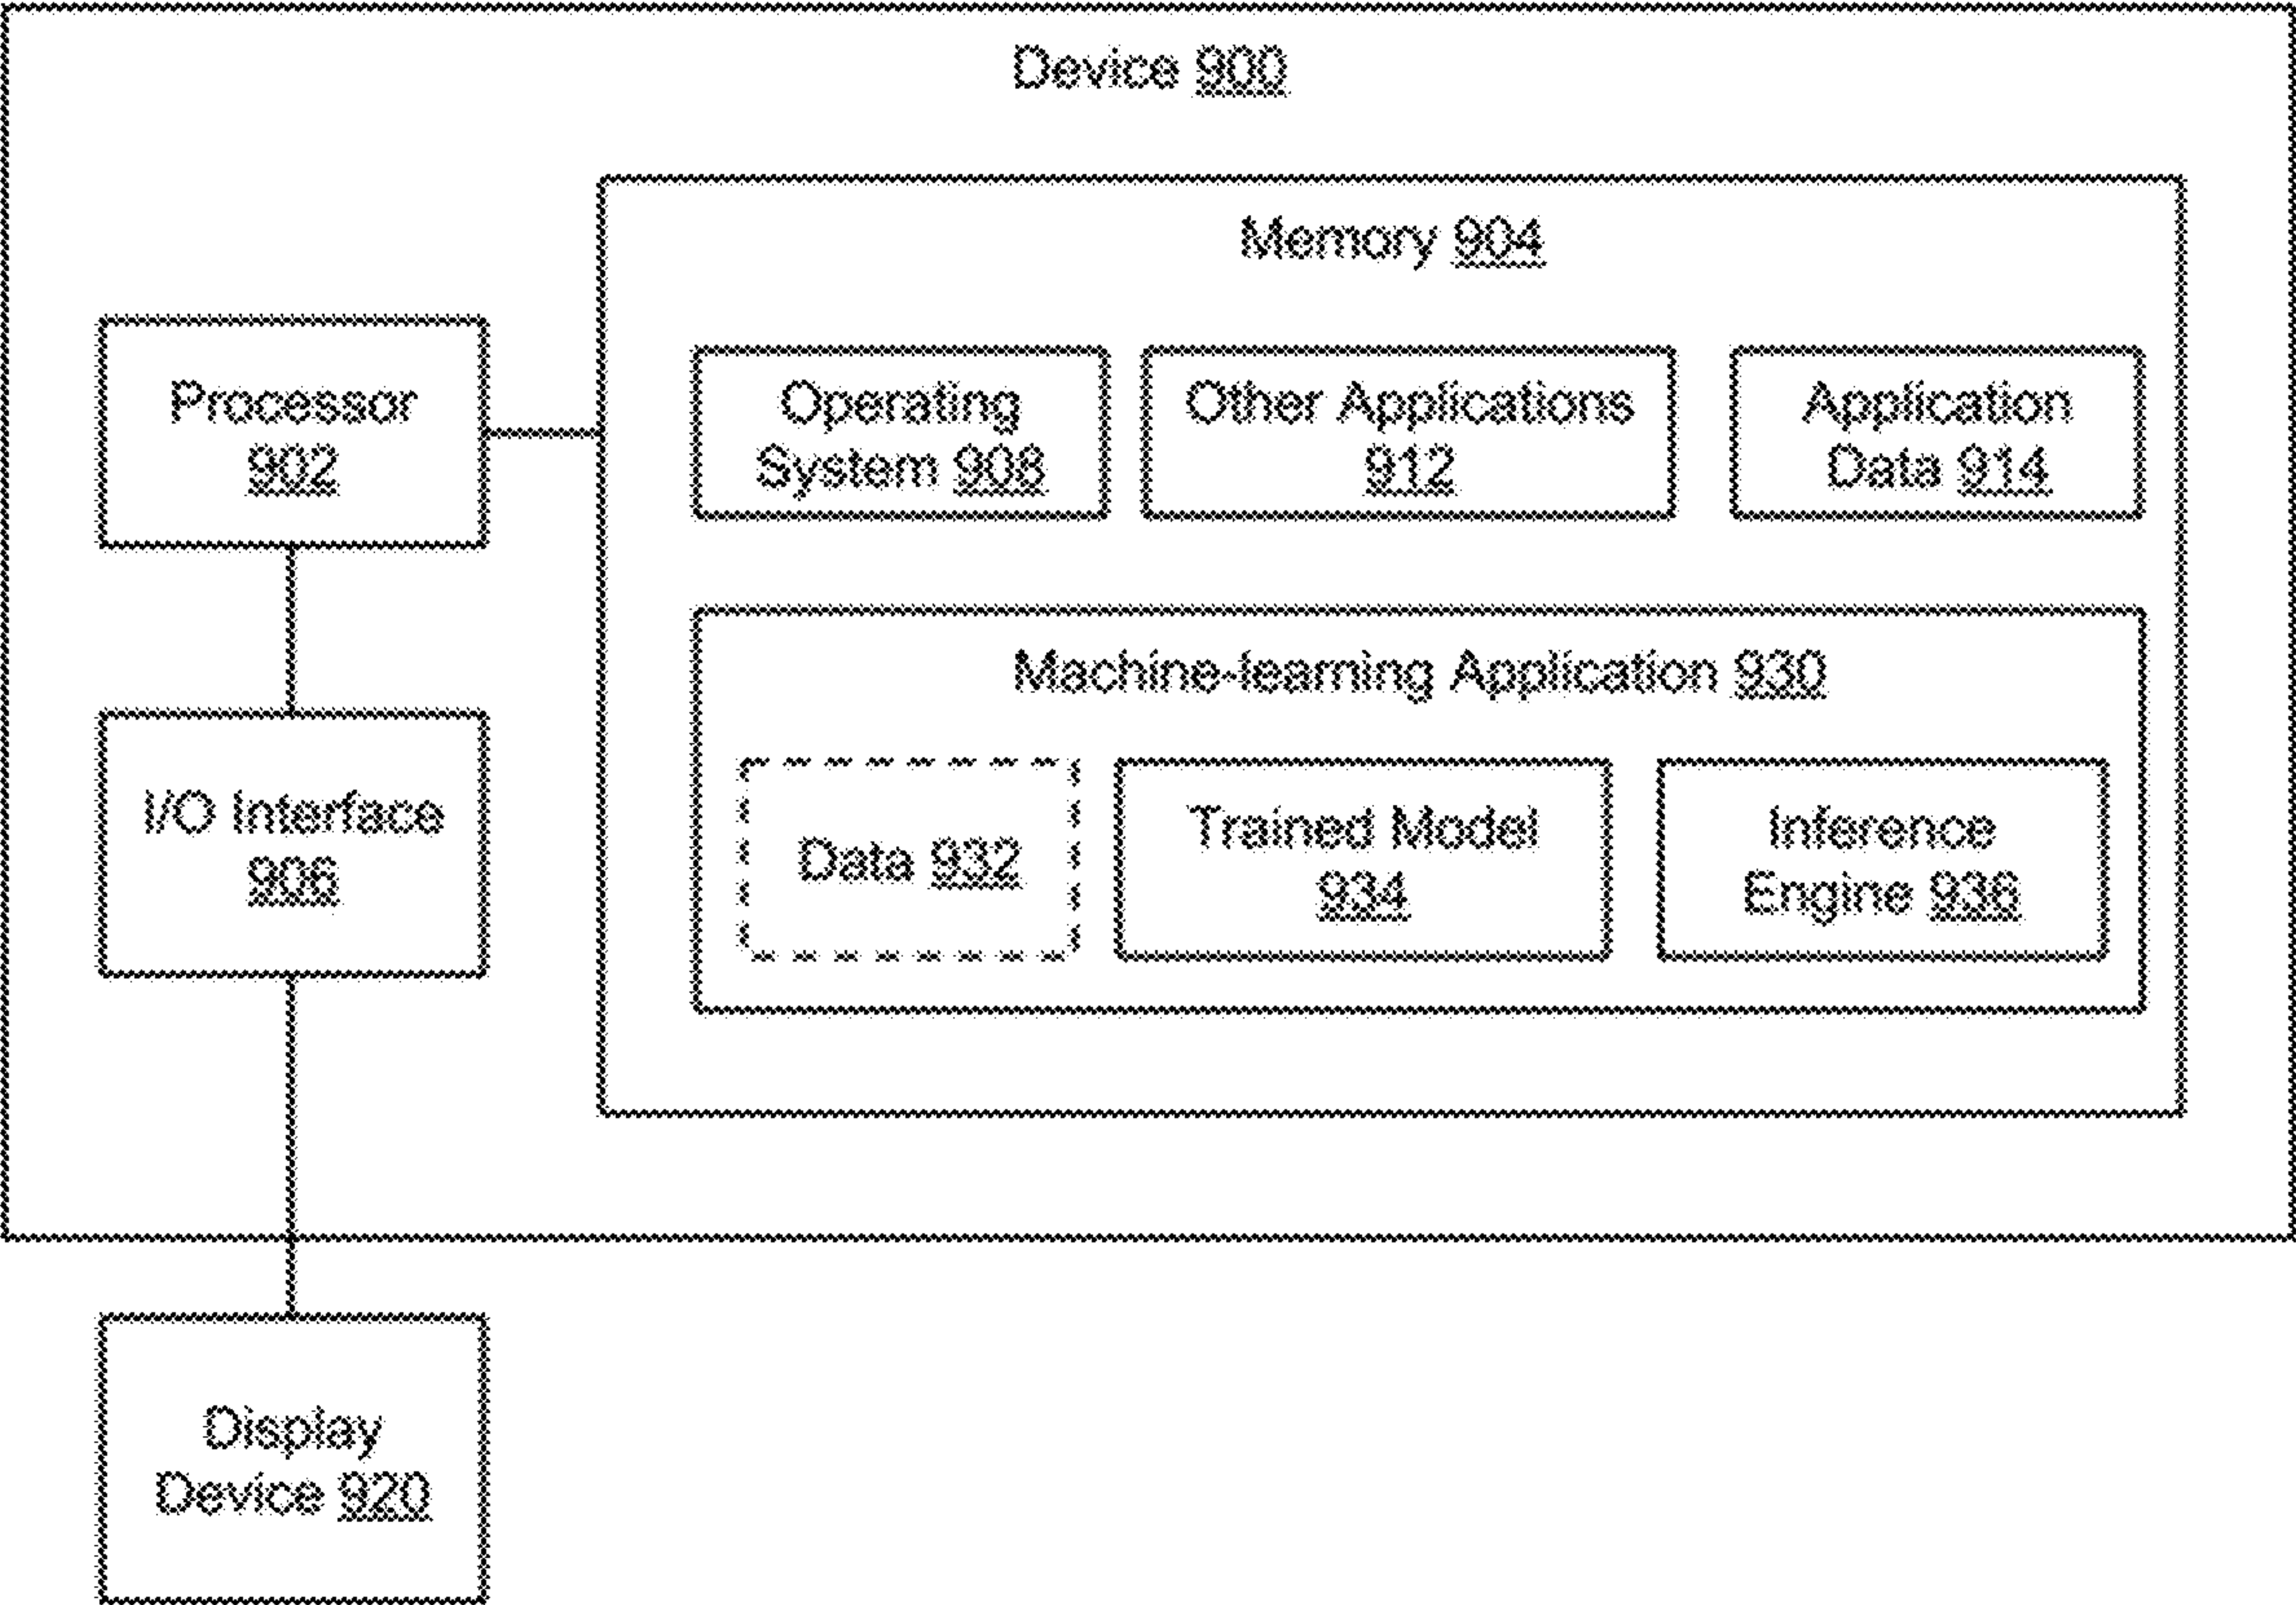 Device 900
Memory 904
Processor
902
Operating
System 908
Other Applications
912
Application
Data 914
Machine-learning Application 930
I/O Interface
906
Data 932
Trained Model
934
Inference
Engine 936
Display
Device 920